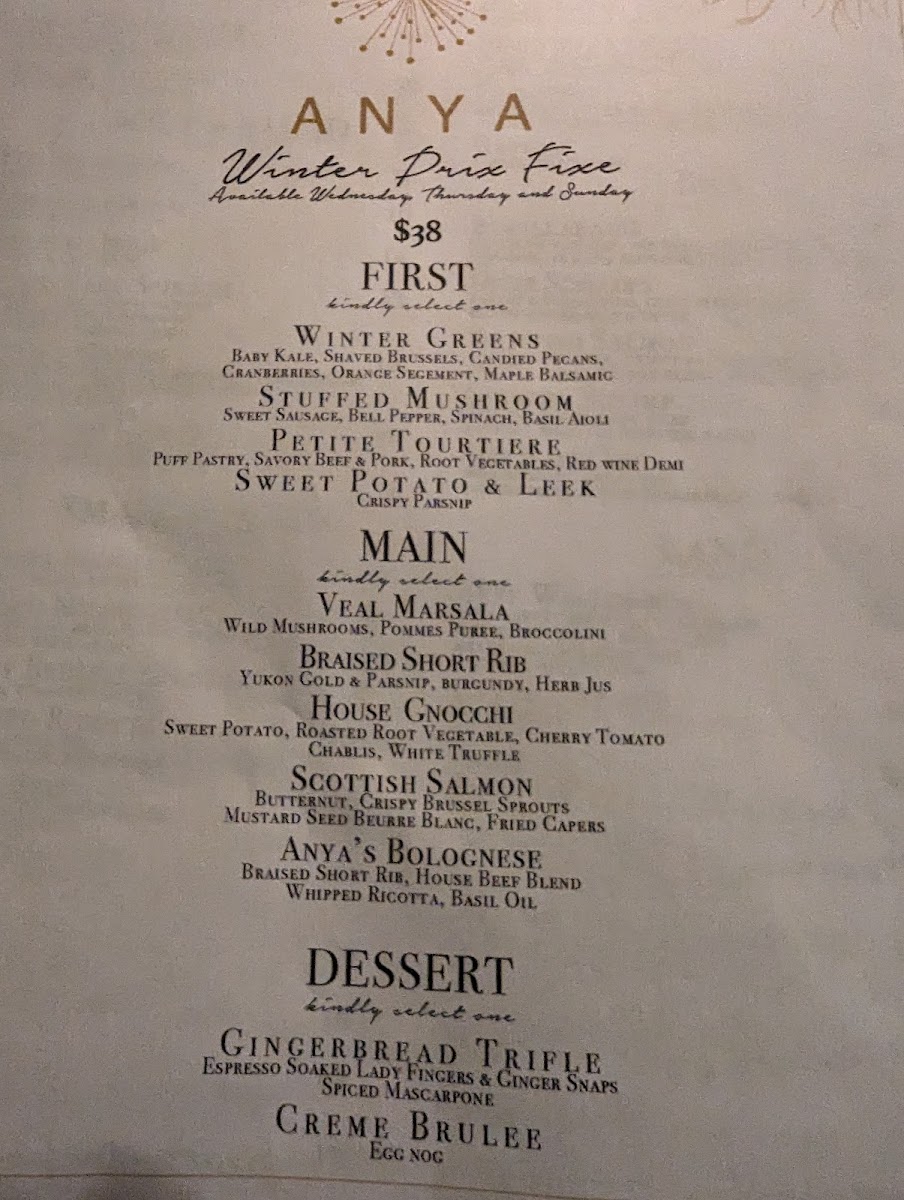 ANYA
Winter Prix Fixe
Available Wednesday, Thursday and Sunday
$38
FIRST
kindly select one
WINTER GREENS
BABY KALE, SHAVED BRUSSELS, CANDIED PECANS,
CRANBERRIES, ORANGE SEGEMENT, MAPLE BALSAMIC
STUFFED MUSHROOM
SWEET SAUSAGE, BELL PEPPER, SPINACH, BASIL AIOLI
PETITE TOURTIERE
PUFF PASTRY, SAVORY BEEF & PORK, ROOT VEGETABLES, RED WINE DEMI
SWEET POTATO & LEEK
CRISPY PARSNIP
MAIN
kindly select one
VEAL MARSALA
WILD MUSHROOMS, POMMES PUREE, BROCCOLINI
BRAISED SHORT RIB
YUKON GOLD & PARSNIP, BURGUNDY, HERB JUS
HOUSE GNOCCHI
SWEET POTATO, ROASTED ROOT VEGETABLE, CHERRY TOMATO
CHABLIS, WHITE TRUFFLE
SCOTTISH SALMON
BUTTERNUT, CRISPY BRUSSEL SPROUTS
MUSTARD SEED BEURRE BLANC, FRIED CAPERS
ANYA'S BOLOGNESE
BRAISED SHORT RIB, HOUSE BEEF BLEND
WHIPPED RICOTTA, BASIL OIL
DESSERT
kindly select one
GINGERBREAD TRIFLE
ESPRESSO SOAKED LADY FINGERS & GINGER SNAPS
SPICED MASCARPONE
CREME BRULEE
EGG NOG